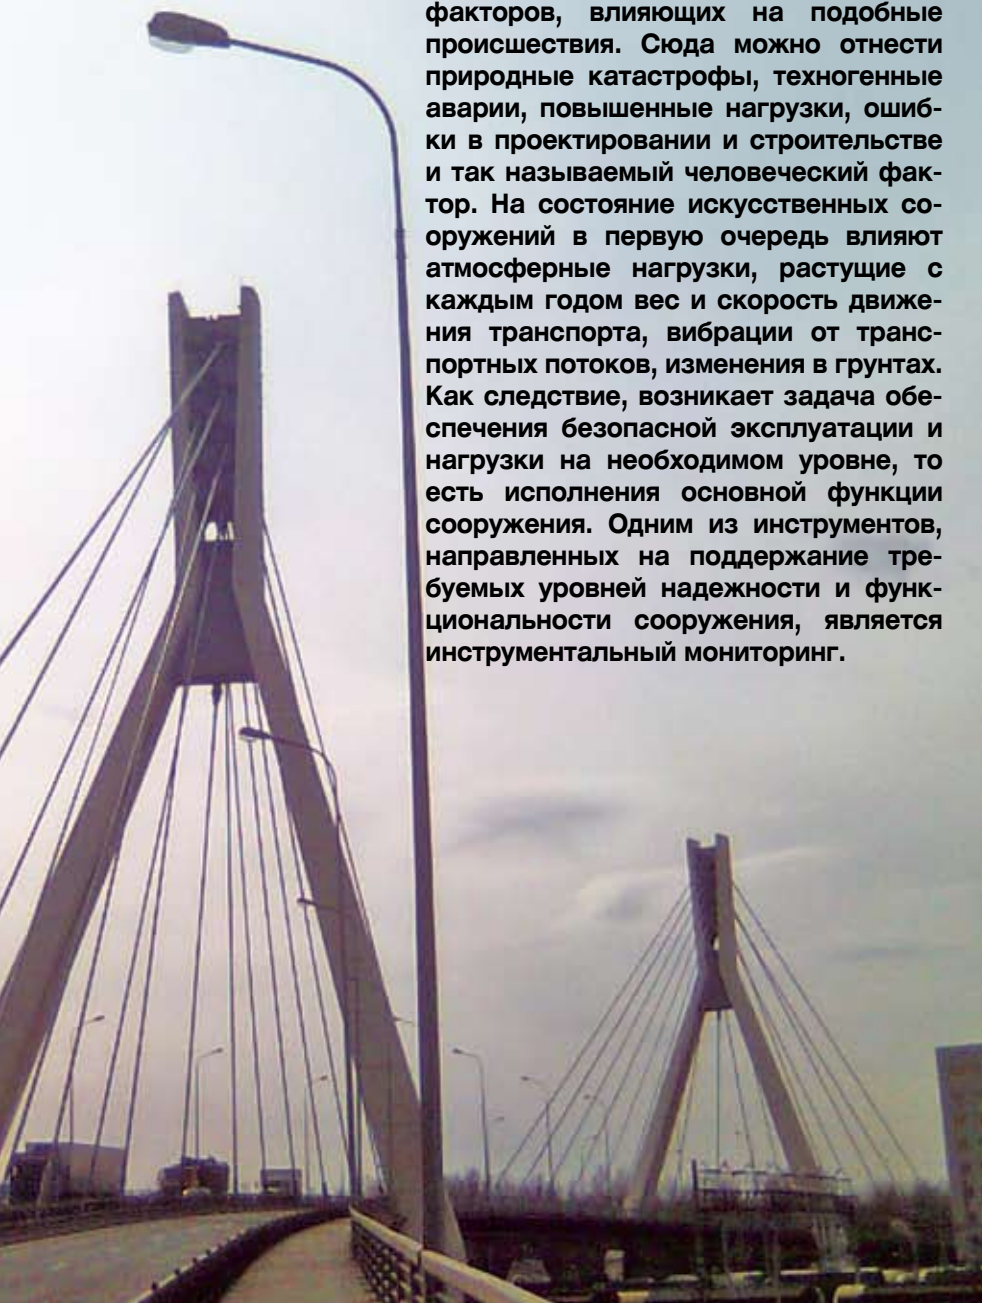 факторов, влияющих на подобные
происшествия. Сюда можно отнести
природные катастрофы, техногенные
аварии, повышенные нагрузки, ошиб-
ки в проектировании и строительстве
и так называемый человеческий фак-
тор. На состояние искусственных со-
оружений в первую очередь влияют
атмосферные нагрузки, растущие с
каждым годом вес и скорость движе-
ния транспорта, вибрации от транс-
портных потоков, изменения в грунтах.
Как следствие, возникает задача обе-
спечения безопасной эксплуатации и
нагрузки на необходимом уровне, то
есть исполнения основной функции
сооружения. Одним из инструментов,
направленных на поддержание тре-
буемых уровней надежности и функ-
циональности сооружения, является
инструментальный мониторинг.